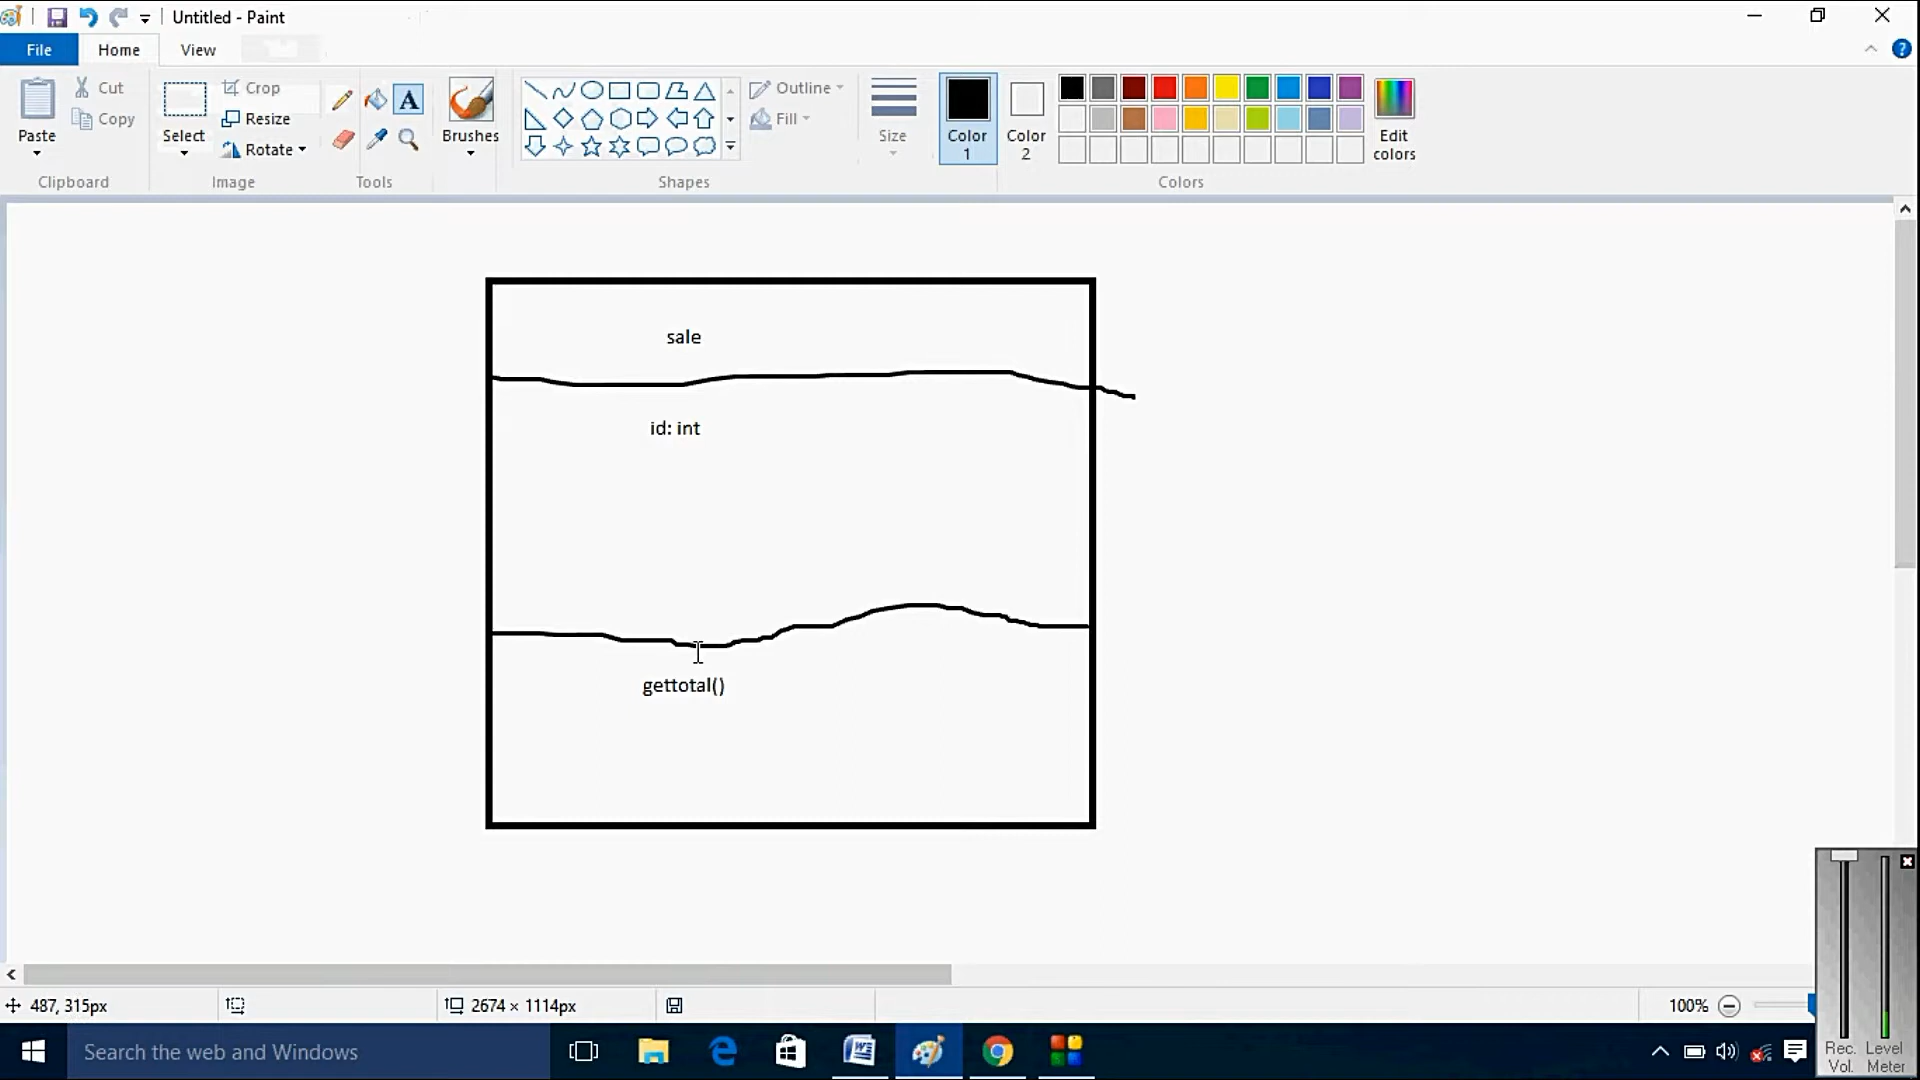 Untitled - Paint
File Home View
Paste
Cut
Copy
Clipboard
Select
Crop
Resize
Rotate
Image
A
Tools
Brushes
Shapes
Outline
Fill
Size
Color 1
Color 2
Colors
Edit colors
sale
id: int
gettotal()
487, 315px
2674 × 1114px
100%
Search the web and Windows
Rec. Vol.
Level Meter